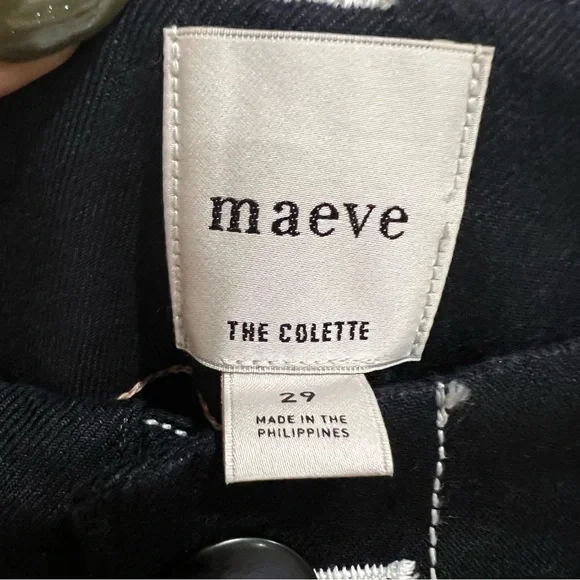 maeve
THE COLETTE
29
MADE IN THE
PHILIPPINES